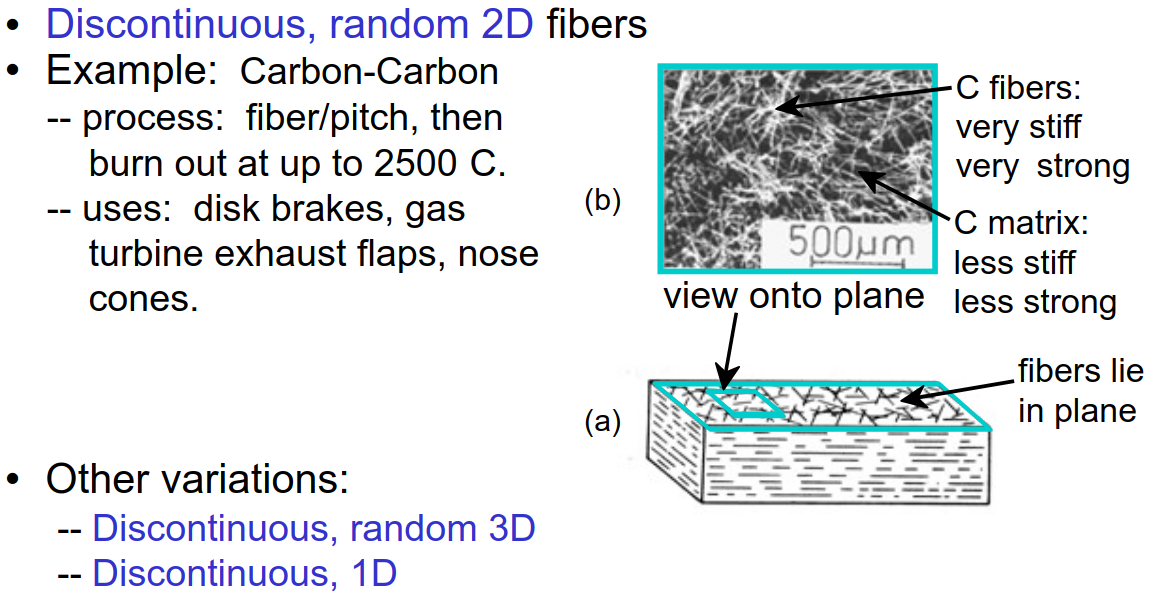 • Discontinuous, random 2D fibers
• Example: Carbon-Carbon
-- process: fiber/pitch, then
burn out at up to 2500 C.
-- uses: disk brakes, gas
turbine exhaust flaps, nose
cones.
• Other variations:
-- Discontinuous, random 3D
-- Discontinuous, 1D
(b)
500μm
C fibers:
very stiff
very strong
C matrix:
less stiff
less strong
view onto plane
(a)
fibers lie
in plane